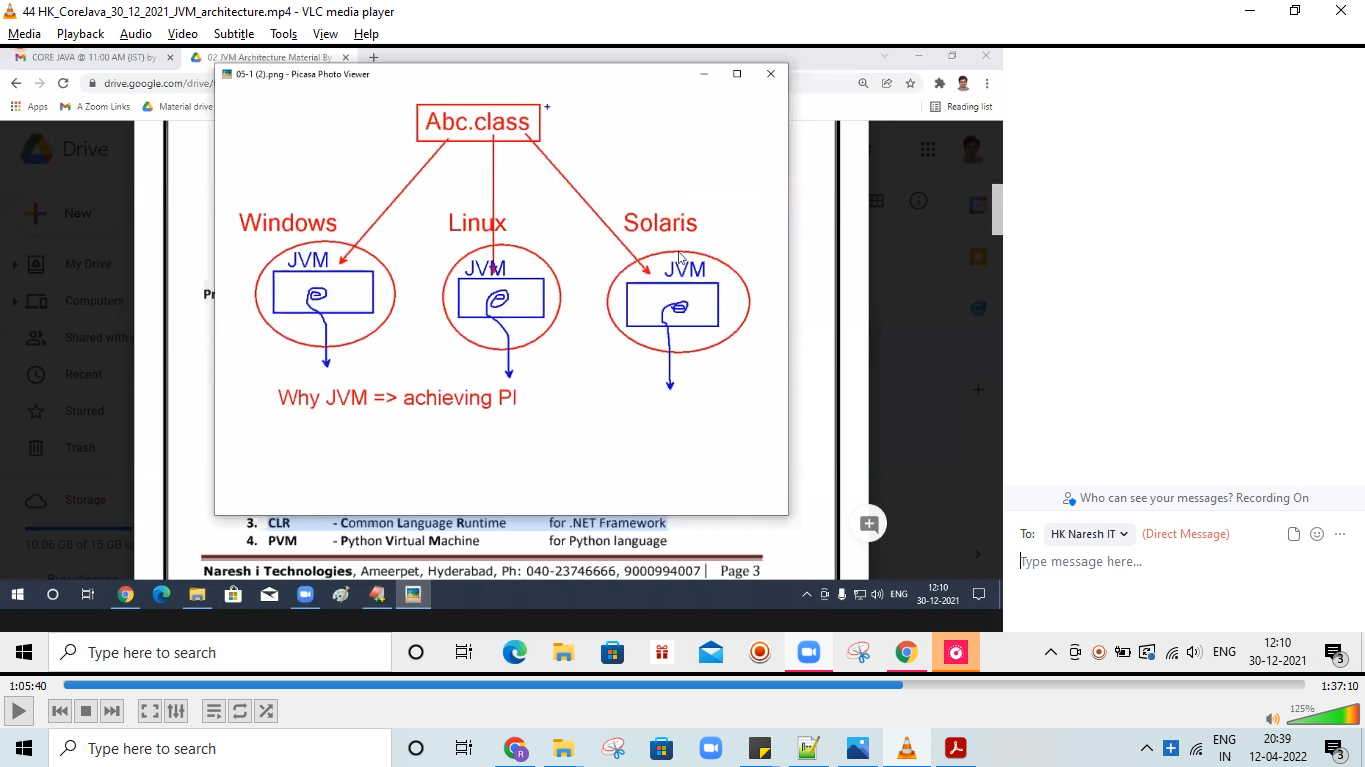 44 HK_CoreJava_30_12_2021_JVM_architecture.mp4 - VLC media player
Media Playback Audio Video Subtitle Tools View Help
CORE JAVA @ 11:00 AM (IST) by
02 JVM Architecture Material By
05-1 (2).png - Picasa Photo Viewer
drive.google.com/drive/
Apps
A Zoom Links
Material drive
Reading list
Drive
New
My Drive
Computers
Shared with
Recent
Starred
Trash
Storage
10.06 GB of 15 GB
Abc.class
Windows Linux Solaris
JVM JVM JVM
Why JVM => achieving PI
Pr
3. CLR - Common Language Runtime for .NET Framework
4. PVM - Python Virtual Machine for Python language
Naresh i Technologies, Ameerpet, Hyderabad, Ph: 040-23746666, 9000994007 | Page 3
ENG
12:10
30-12-2021
Who can see your messages? Recording On
To: HK Naresh IT (Direct Message)
Type message here...
Type here to search
ENG
12:10
30-12-2021
3
1:05:40
1:37:10
125%
Type here to search
R
ENG
IN
20:39
12-04-2022
3